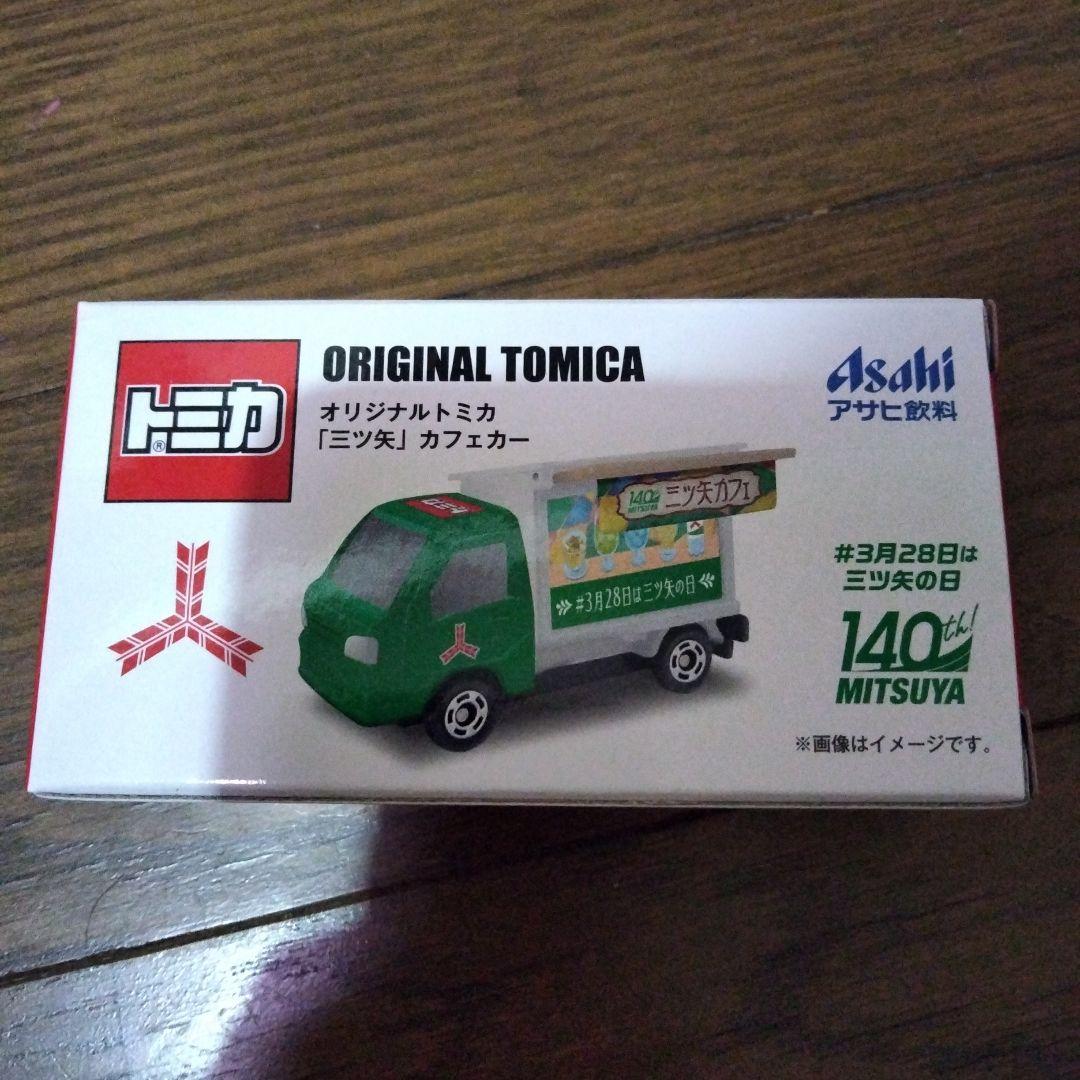 トミカ®
ORIGINAL TOMICA
オリジナルトミカ
「三ツ矢」カフェカー
Asahi
アサヒ飲料
トミカ
140th!
MITSUYA
三ツ矢カフェ
#3月28日は三ツ矢の日
#3月28日は
三ツ矢の日
140th!
MITSUYA
※画像はイメージです。